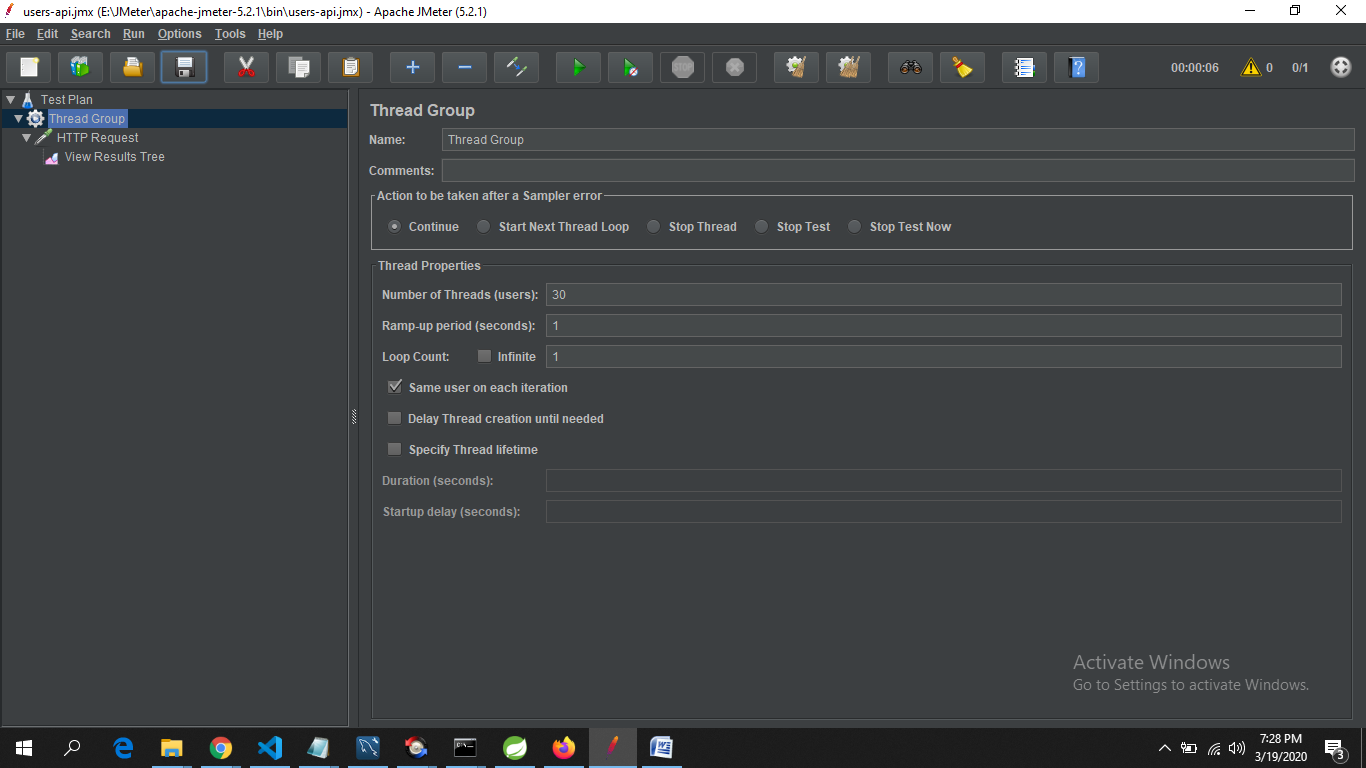 users-api.jmx (E:\JMeter\apache-jmeter-5.2.1\bin\users-api.jmx) - Apache JMeter (5.2.1)
File Edit Search Run Options Tools Help
STOP 00:00:06 0 0/1
Test Plan
Thread Group
HTTP Request
View Results Tree
Thread Group
Name: Thread Group
Comments:
Action to be taken after a Sampler error
Continue Start Next Thread Loop Stop Thread Stop Test Stop Test Now
Thread Properties
Number of Threads (users): 30
Ramp-up period (seconds): 1
Loop Count: Infinite 1
Same user on each iteration
Delay Thread creation until needed
Specify Thread lifetime
Duration (seconds):
Startup delay (seconds):
Activate Windows
Go to Settings to activate Windows.
7:28 PM
3/19/2020
3